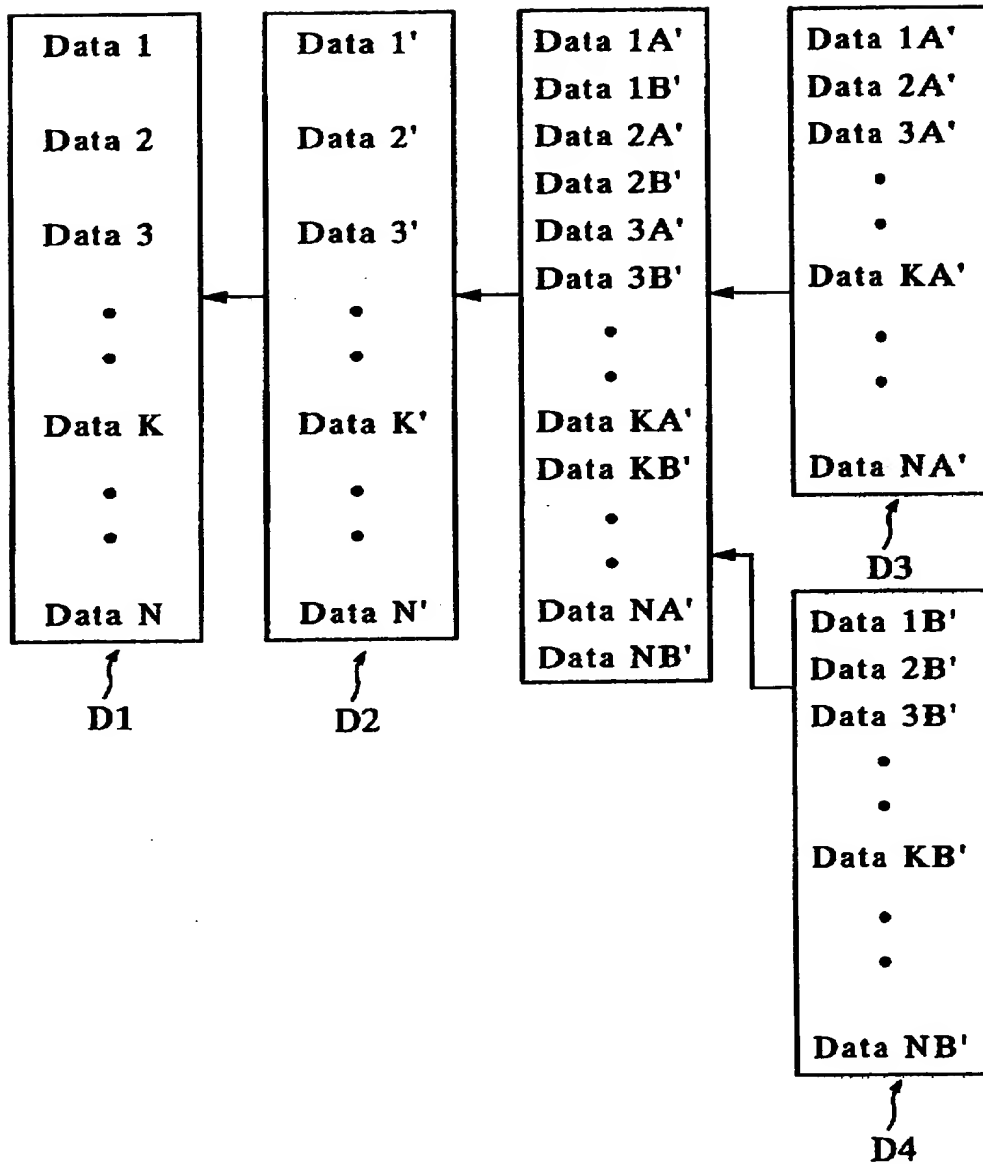 Data 1
Data 2
Data 3
Data K
Data N
D1
Data 1'
Data 2'
Data 3'
Data K'
Data N'
D2
Data 1A'
Data 1B'
Data 2A'
Data 2B'
Data 3A'
Data 3B'
Data KA'
Data KB'
Data NA'
Data NB'
Data 1A'
Data 2A'
Data 3A'
Data KA'
Data NA'
D3
Data 1B'
Data 2B'
Data 3B'
Data KB'
Data NB'
D4